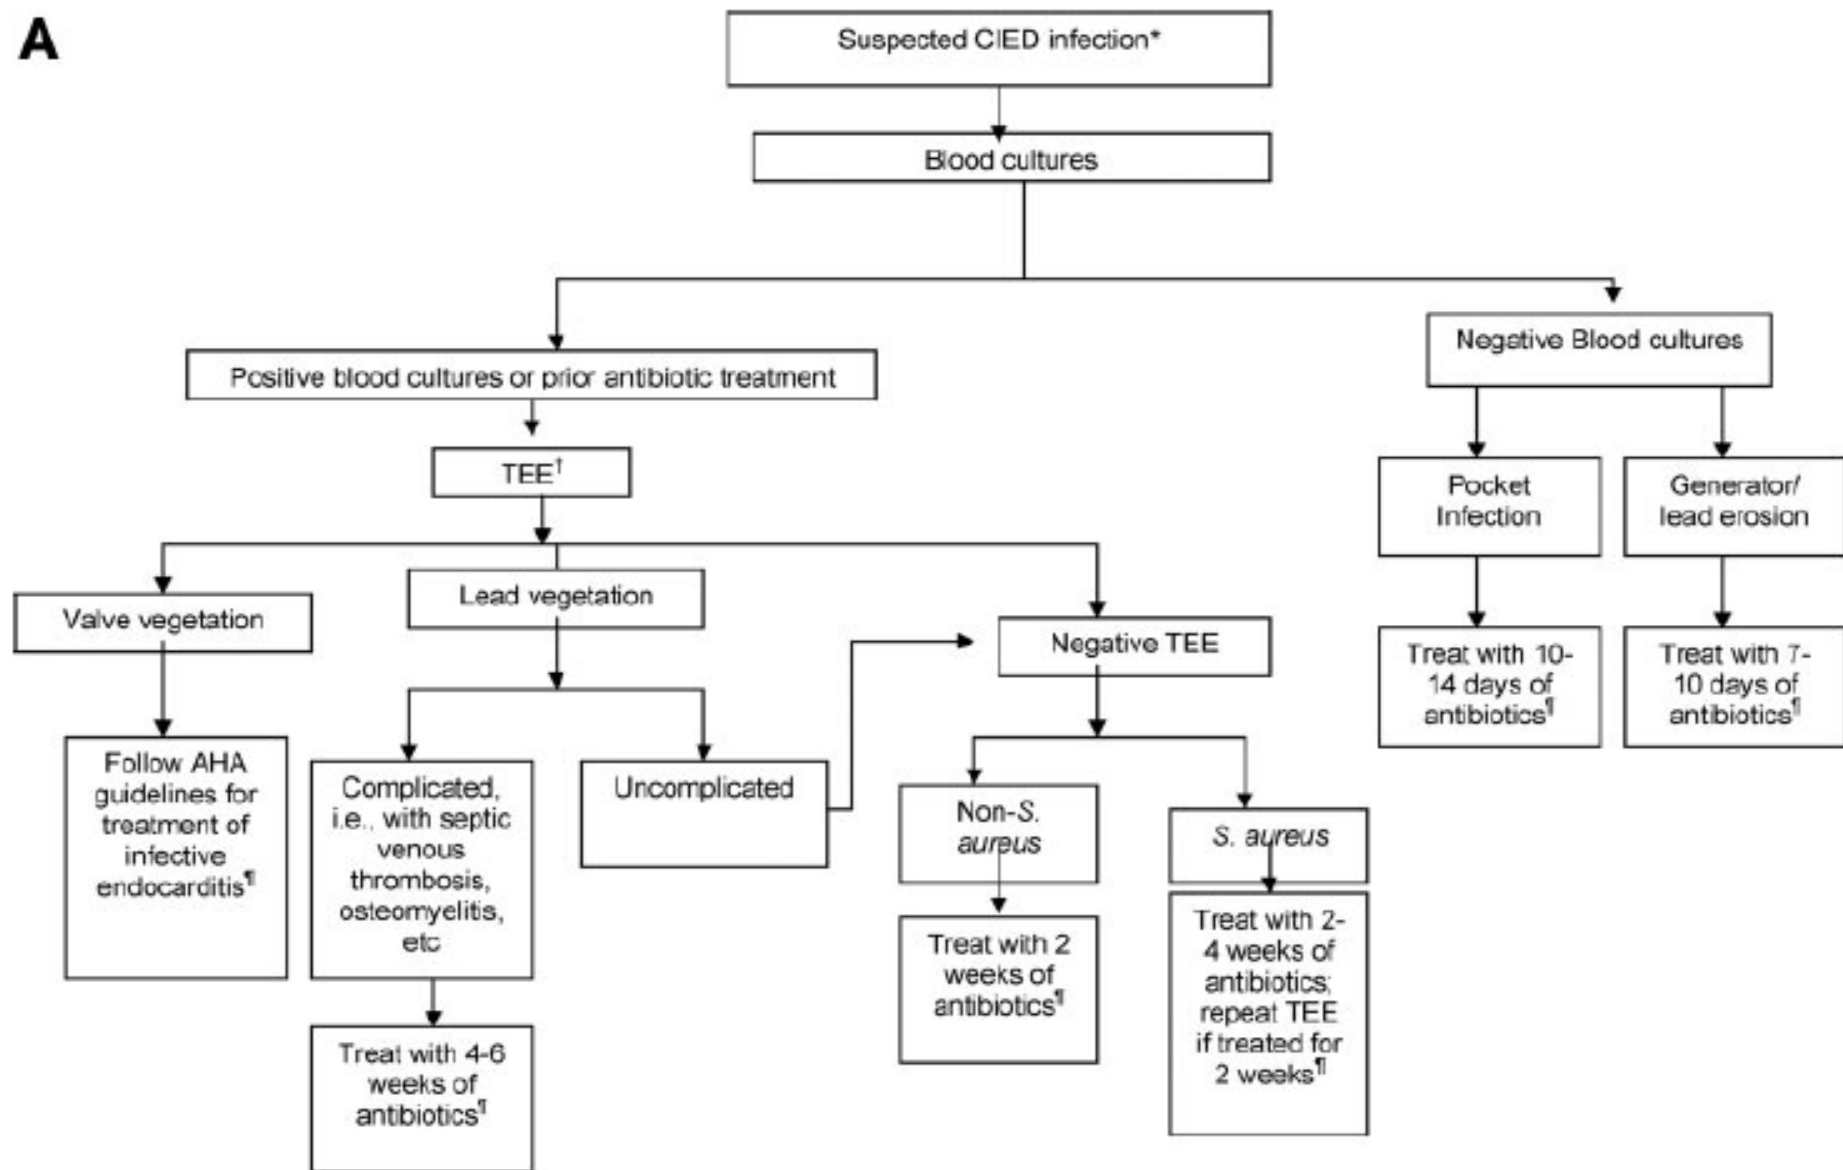 A
Suspected CIED infection*
Blood cultures
Positive blood cultures or prior antibiotic treatment
Negative Blood cultures
TEE†
Pocket
Infection
Generator/
lead erosion
Valve vegetation
Lead vegetation
Negative TEE
Treat with 10-
14 days of
antibiotics¶
Treat with 7-
10 days of
antibiotics¶
Follow AHA
guidelines for
treatment of
infective
endocarditis¶
Complicated,
i.e., with septic
venous
thrombosis,
osteomyelitis,
etc
Uncomplicated
Non-S.
aureus
S. aureus
Treat with 2
weeks of
antibiotics¶
Treat with 2-
4 weeks of
antibiotics;
repeat TEE
if treated for
2 weeks¶
Treat with 4-6
weeks of
antibiotics¶